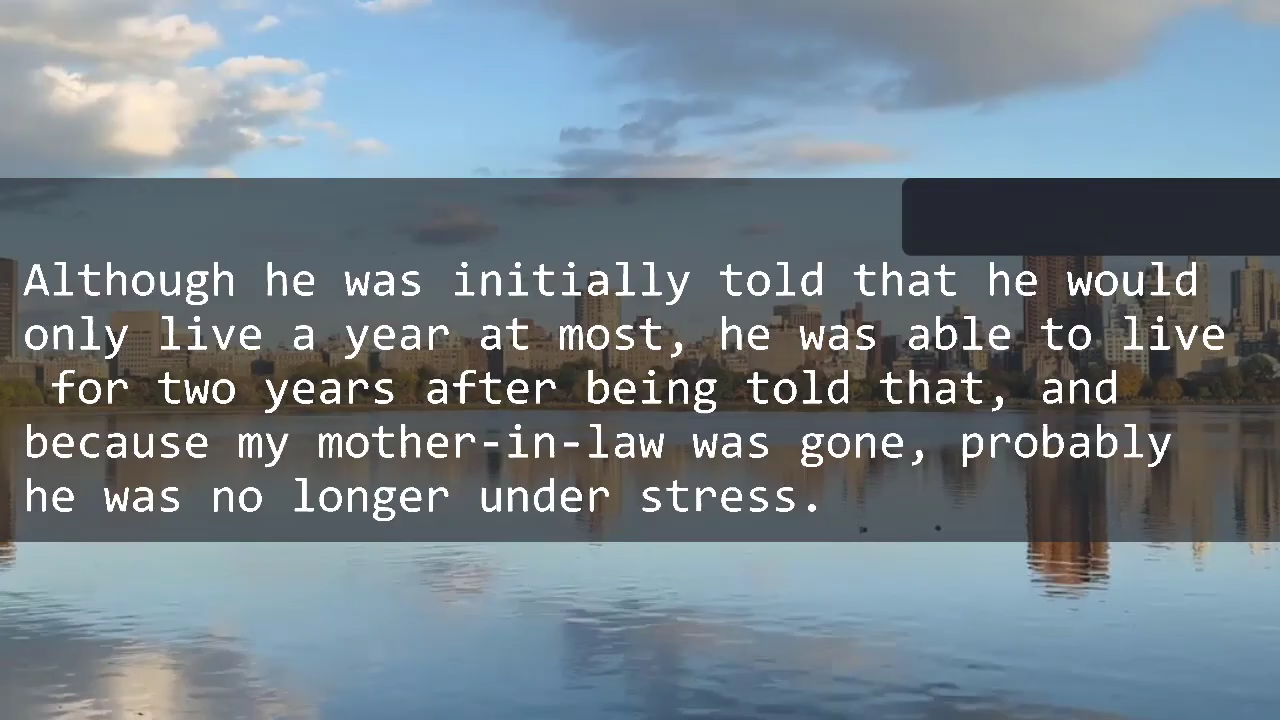 Although he was initially told that he would
only live a year at most, he was able to live
for two years after being told that, and
because my mother-in-law was gone, probably
he was no longer under stress.